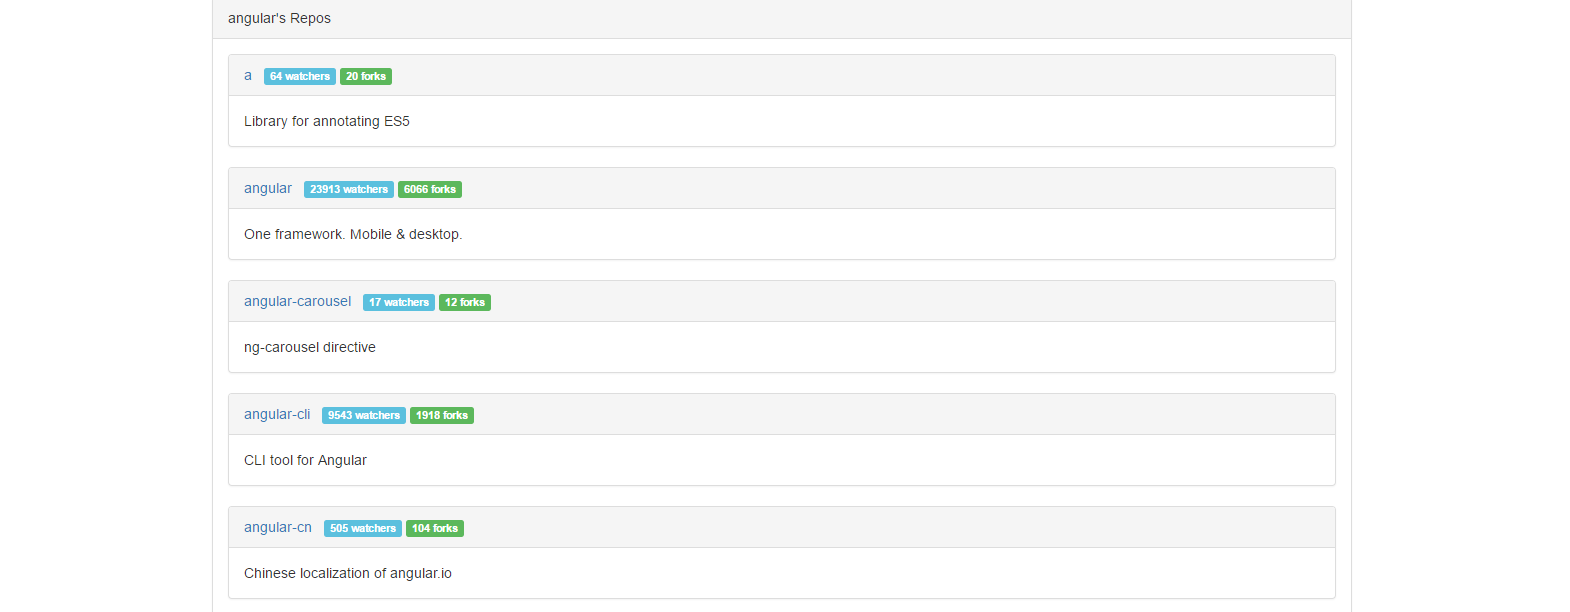 angular's Repos
a 64 watchers 20 forks
Library for annotating ES5
angular 23913 watchers 6066 forks
One framework. Mobile & desktop.
angular-carousel 17 watchers 12 forks
ng-carousel directive
angular-cli 9543 watchers 1918 forks
CLI tool for Angular
angular-cn 505 watchers 104 forks
Chinese localization of angular.io